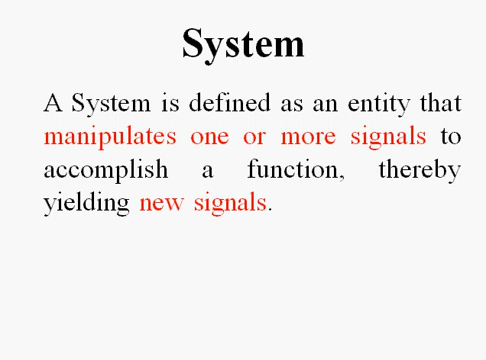 System
A System is defined as an entity that
manipulates one or more signals to
accomplish a function, thereby
yielding new signals.